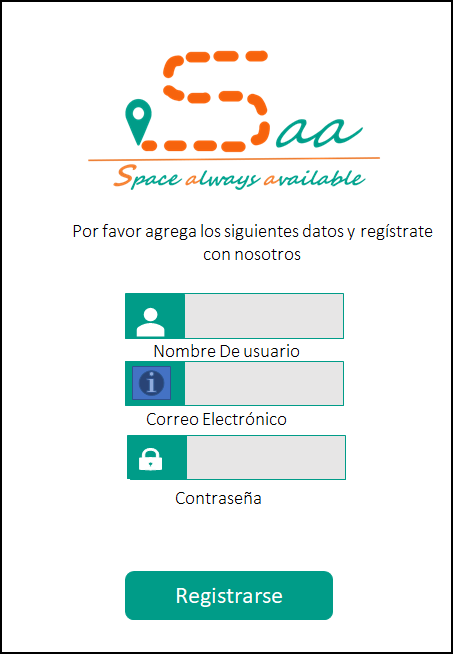 Saa
Space always available
Por favor agrega los siguientes datos y regístrate
con nosotros
Nombre De usuario
i
Correo Electrónico
Contraseña
Registrarse